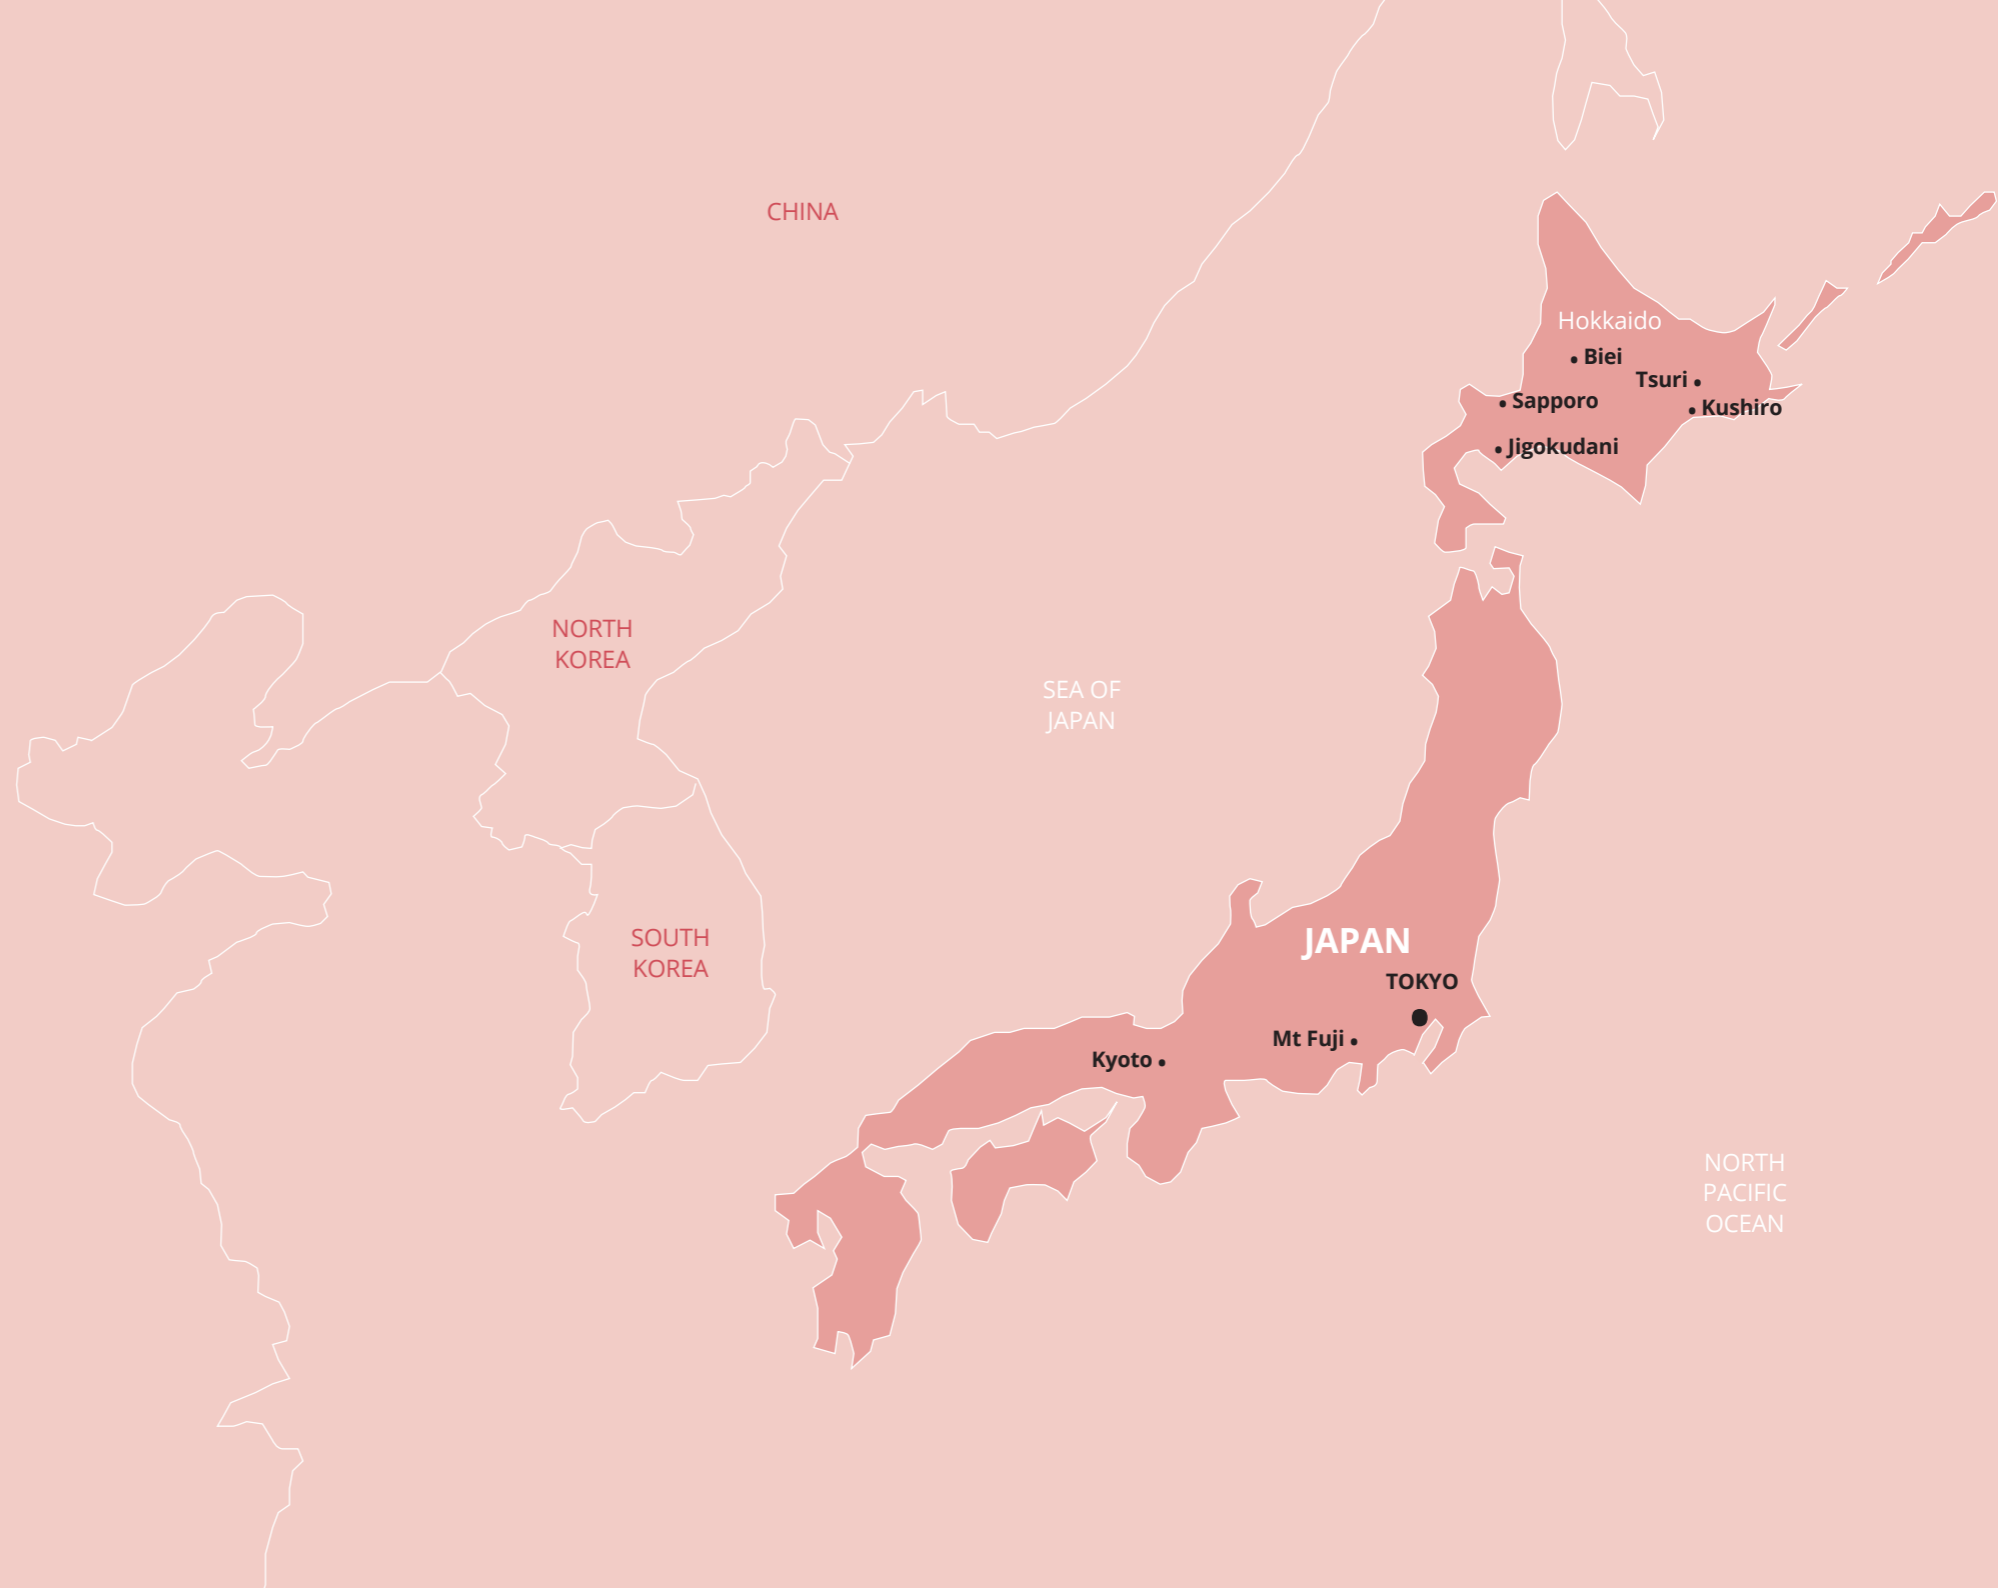 CHINA
Hokkaido
Biei
Tsuri
Sapporo
Kushiro
Jigokudani
NORTH
KOREA
SEA OF
JAPAN
SOUTH
KOREA
JAPAN
TOKYO
Mt Fuji
Kyoto
NORTH
PACIFIC
OCEAN